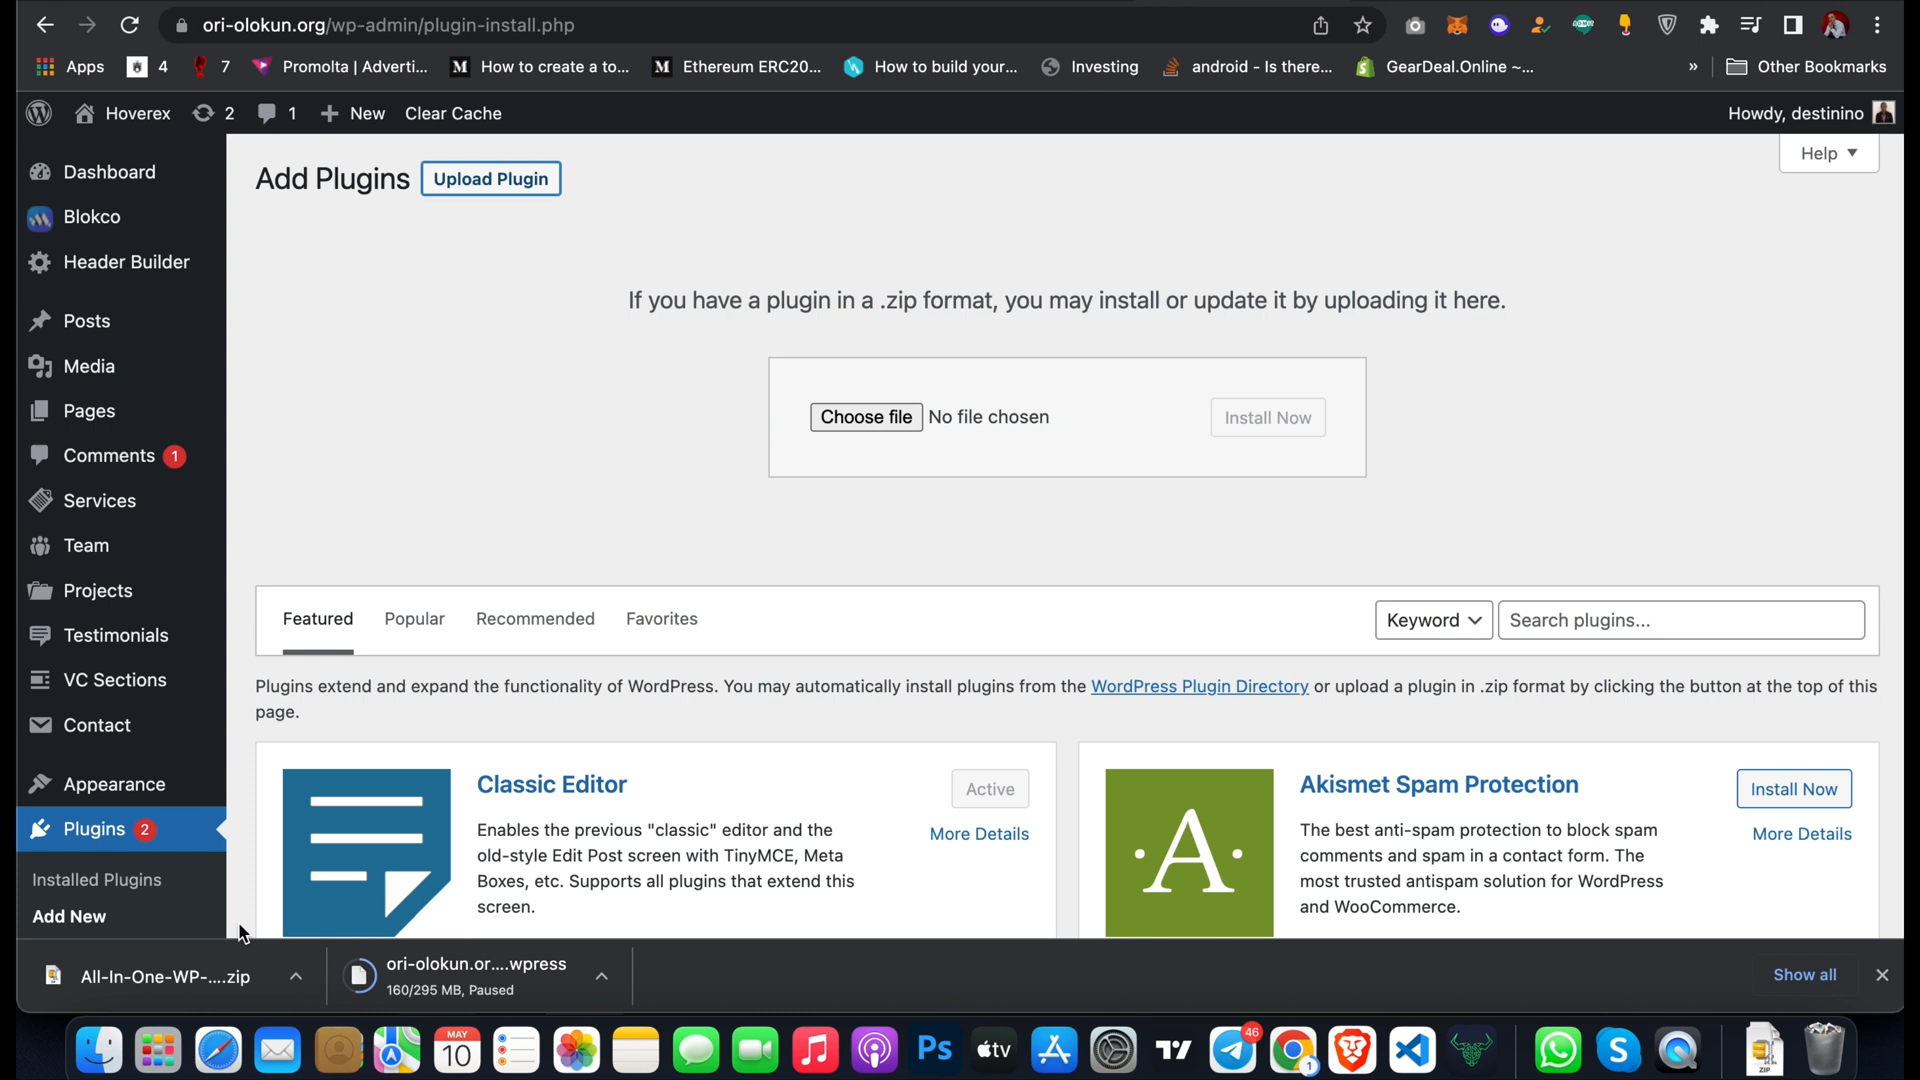 ori-olokun.org/wp-admin/plugin-install.php
Apps
4
7
Promolta | Adverti...
How to create a to...
Ethereum ERC20...
How to build your...
Investing
android - Is there...
GearDeal.Online ~...
»
Other Bookmarks
Hoverex
2
1
New
Clear Cache
Howdy, destinino
Dashboard
Blokco
Header Builder
Posts
Media
Pages
Comments 1
Services
Team
Projects
Testimonials
VC Sections
Contact
Appearance
Plugins 2
Installed Plugins
Add New
Help
Add Plugins
Upload Plugin
If you have a plugin in a .zip format, you may install or update it by uploading it here.
Choose file No file chosen
Install Now
Featured
Popular
Recommended
Favorites
Keyword
Search plugins...
Plugins extend and expand the functionality of WordPress. You may automatically install plugins from the WordPress Plugin Directory or upload a plugin in .zip format by clicking the button at the top of this
page.
Classic Editor
Active
More Details
Enables the previous "classic" editor and the
old-style Edit Post screen with TinyMCE, Meta
Boxes, etc. Supports all plugins that extend this
screen.
A
Akismet Spam Protection
Install Now
More Details
The best anti-spam protection to block spam
comments and spam in a contact form. The
most trusted antispam solution for WordPress
and WooCommerce.
All-In-One-WP-....zip
ori-olokun.or....wpress
160/295 MB, Paused
Show all
MAY
10
Ps
tv
46
1
S
ZIP